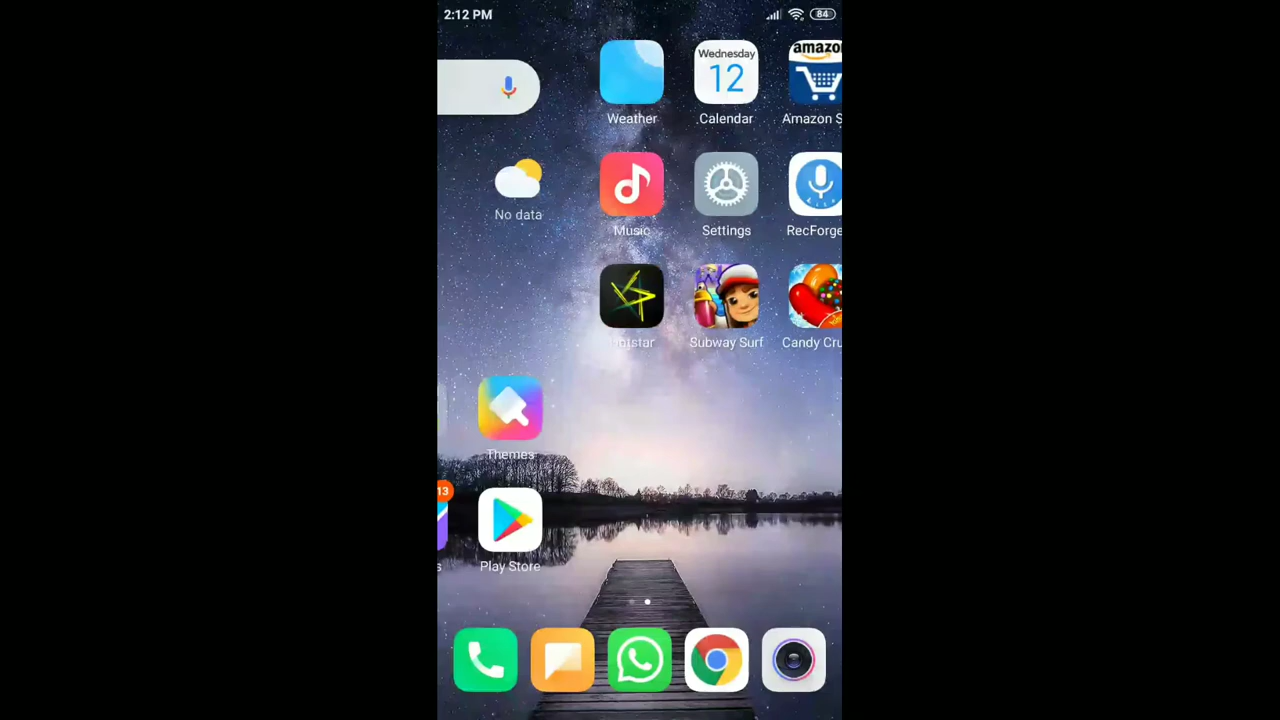 2:12 PM
84
Wednesday
12
amazo
Weather
Calendar
Amazon S
No data
Music
Settings
RecForge
Hotstar
Subway Surf
Candy Cru
Themes
13
s
Play Store